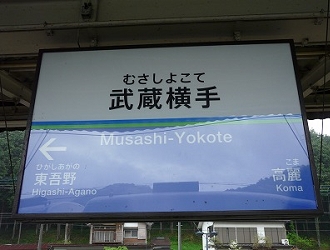 むさしよこて
武蔵横手
Musashi-Yokote
←
ひがしあがの
東吾野
Higashi-Agano
こま
高麗
Koma